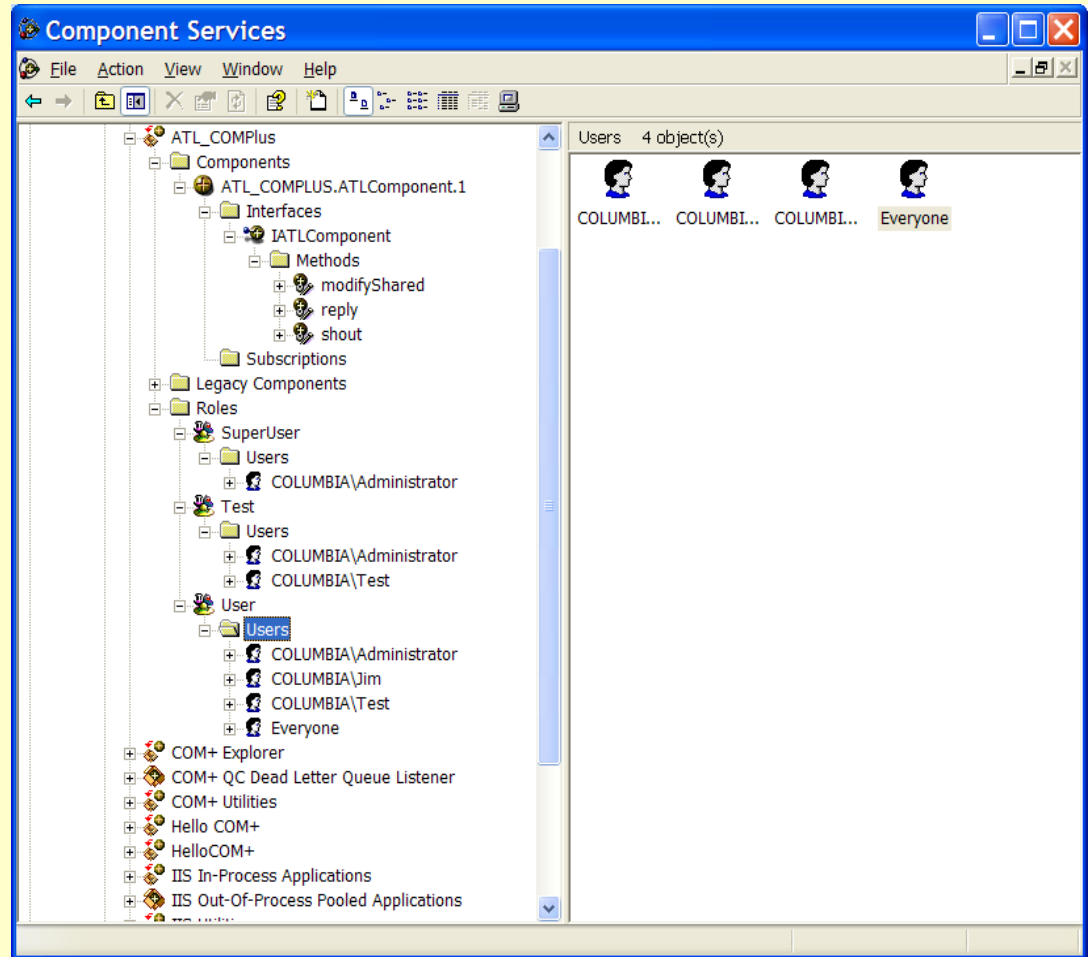 Component Services
File Action View Window Help
ATL_COMPlus
Components
ATL_COMPLUS.ATLComponent.1
Interfaces
IATLComponent
Methods
modifyShared
reply
shout
Subscriptions
Legacy Components
Roles
SuperUser
Users
COLUMBIA\Administrator
Test
Users
COLUMBIA\Administrator
COLUMBIA\Test
User
Users
COLUMBIA\Administrator
COLUMBIA\Jim
COLUMBIA\Test
Everyone
COM+ Explorer
COM+ QC Dead Letter Queue Listener
COM+ Utilities
Hello COM+
HelloCOM+
IIS In-Process Applications
IIS Out-Of-Process Pooled Applications
Users 4 object(s)
COLUMBI... COLUMBI... COLUMBI... Everyone